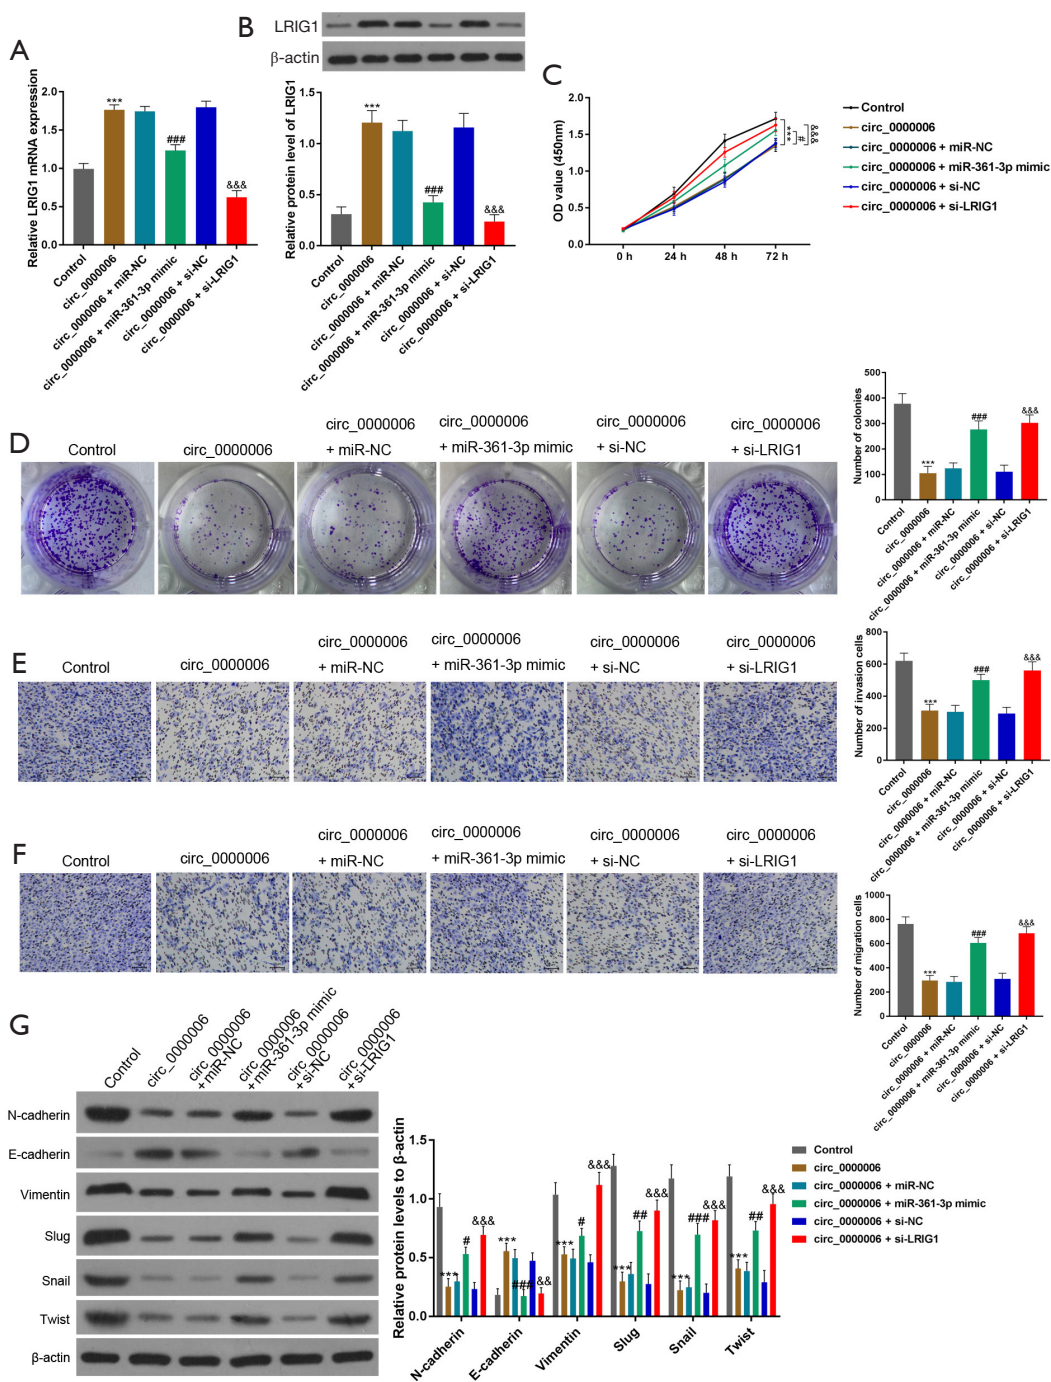 A
Relative LRIG1 mRNA expression
2.0
1.5
1.0
0.5
0.0
***
###
&&&
Control
circ_0000006
circ_0000006 + miR-NC
circ_0000006 + miR-361-3p mimic
circ_0000006 + si-NC
circ_0000006 + si-LRIG1
B
LRIG1
β-actin
Relative protein level of LRIG1
1.5
1.0
0.5
0.0
***
###
&&&
Control
circ_0000006
circ_0000006 + miR-NC
circ_0000006 + miR-361-3p mimic
circ_0000006 + si-NC
circ_0000006 + si-LRIG1
C
OD value (450nm)
2.0
1.5
1.0
0.5
0.0
0 h
24 h
48 h
72 h
***
#
&&&
Control
circ_0000006
circ_0000006 + miR-NC
circ_0000006 + miR-361-3p mimic
circ_0000006 + si-NC
circ_0000006 + si-LRIG1
D
Control
circ_0000006
circ_0000006
+ miR-NC
circ_0000006
+ miR-361-3p mimic
circ_0000006
+ si-NC
circ_0000006
+ si-LRIG1
Number of colonies
500
400
300
200
100
0
***
###
&&&
Control
circ_0000006
circ_0000006 + miR-NC
circ_0000006 + miR-361-3p mimic
circ_0000006 + si-NC
circ_0000006 + si-LRIG1
E
Control
circ_0000006
circ_0000006
+ miR-NC
circ_0000006
+ miR-361-3p mimic
circ_0000006
+ si-NC
circ_0000006
+ si-LRIG1
Number of invasion cells
800
600
400
200
0
***
###
&&&
Control
circ_0000006
circ_0000006 + miR-NC
circ_0000006 + miR-361-3p mimic
circ_0000006 + si-NC
circ_0000006 + si-LRIG1
F
Control
circ_0000006
circ_0000006
+ miR-NC
circ_0000006
+ miR-361-3p mimic
circ_0000006
+ si-NC
circ_0000006
+ si-LRIG1
Number of migration cells
1000
800
600
400
200
0
***
###
&&&
Control
circ_0000006
circ_0000006 + miR-NC
circ_0000006 + miR-361-3p mimic
circ_0000006 + si-NC
circ_0000006 + si-LRIG1
G
Control
circ_0000006
circ_0000006
+miR-NC
circ_0000006
+miR-361-3p mimic
circ_0000006
+si-NC
circ_0000006
+si-LRIG1
N-cadherin
E-cadherin
Vimentin
Slug
Snail
Twist
β-actin
Relative protein levels to β-actin
1.5
1.0
0.5
0.0
***
#
&&&
***
###
&&
***
#
&&&
***
##
&&&
***
###
&&&
***
##
&&&
N-cadherin
E-cadherin
Vimentin
Slug
Snail
Twist
Control
circ_0000006
circ_0000006 + miR-NC
circ_0000006 + miR-361-3p mimic
circ_0000006 + si-NC
circ_0000006 + si-LRIG1